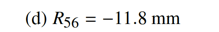 (d) R56 = −11.8 mm